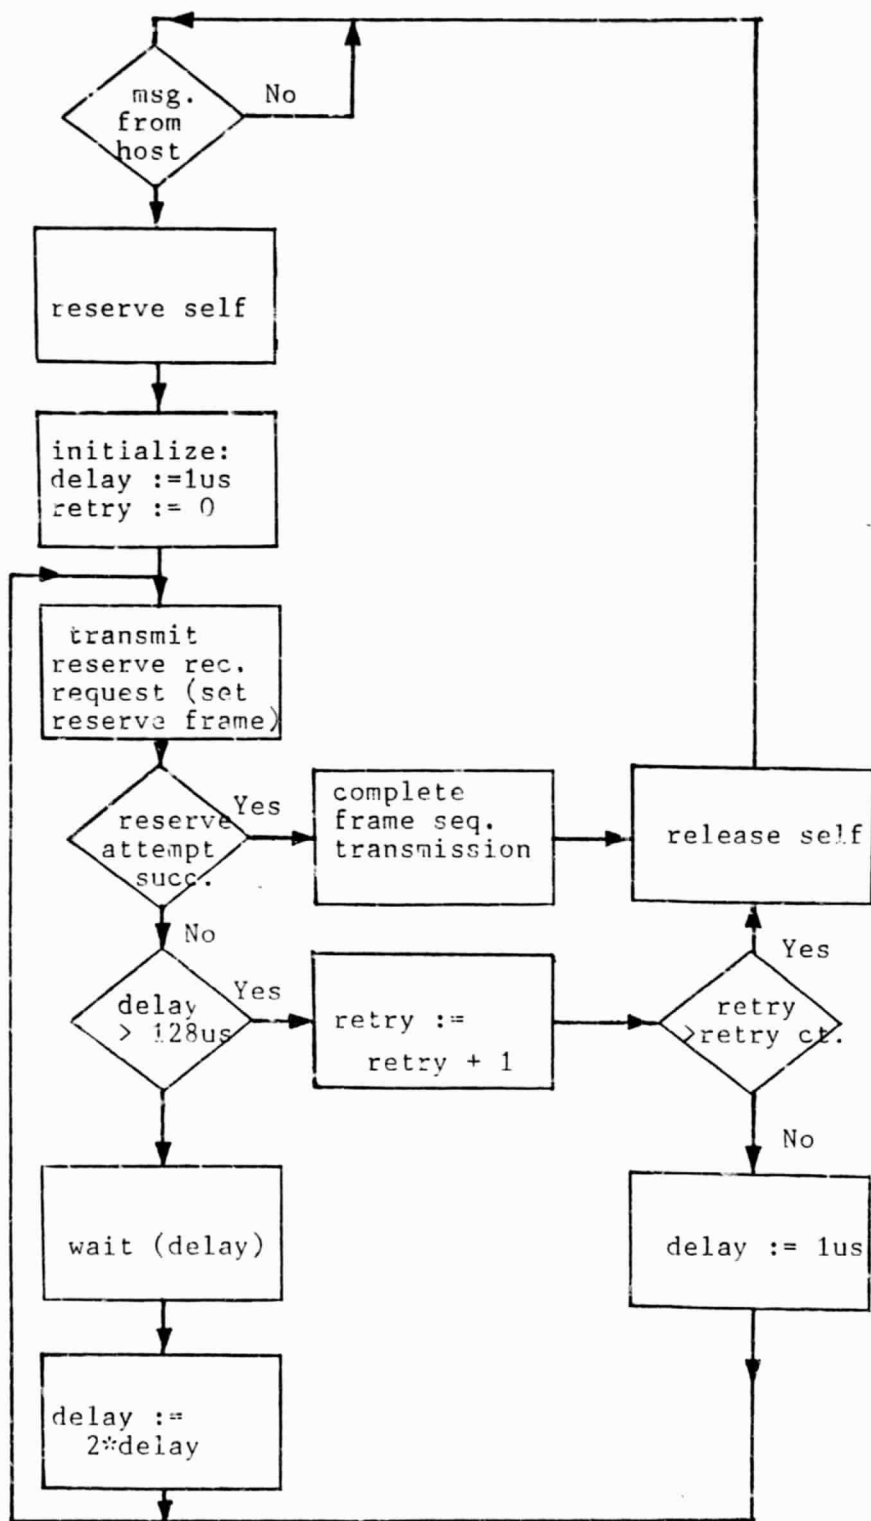 msg.
from
host
No
reserve self
initialize:
delay :=1us
retry := 0
transmit
reserve rec.
request (set
reserve frame)
reserve
attempt
succ.
Yes
complete
frame seq.
transmission
release self
No
delay
> 128us
Yes
retry :=
retry + 1
retry
>retry ct.
Yes
No
wait (delay)
delay := 1us
delay :=
2*delay